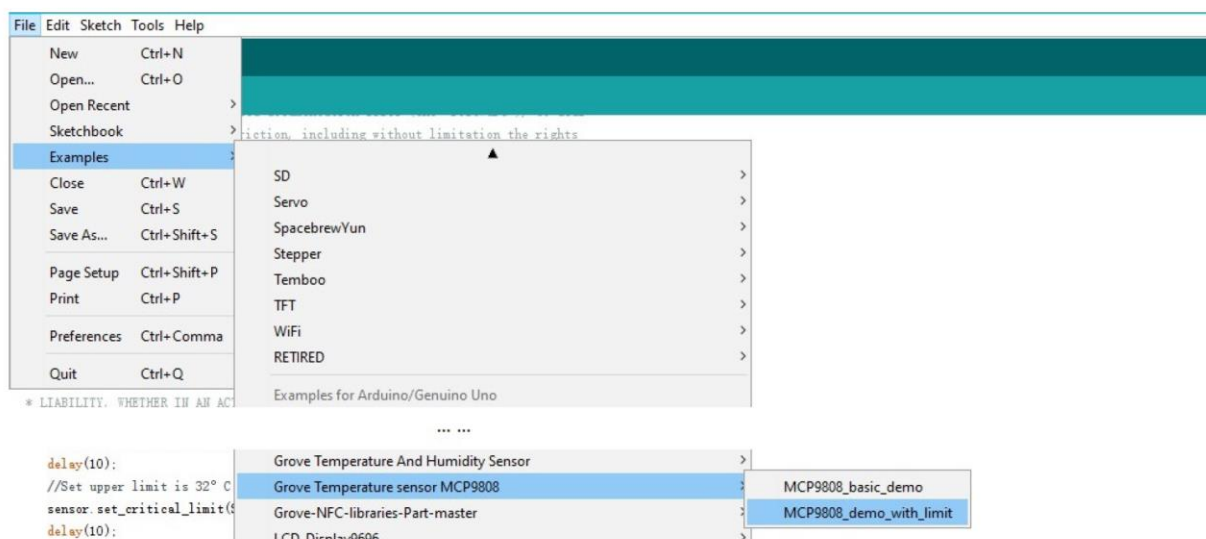 File Edit Sketch Tools Help
New Ctrl+N
Open... Ctrl+O
Open Recent >
Sketchbook >
riction, including without limitation the rights
Examples
Close Ctrl+W
Save Ctrl+S
Save As... Ctrl+Shift+S
Page Setup Ctrl+Shift+P
Print Ctrl+P
Preferences Ctrl+Comma
Quit Ctrl+Q
▲
SD >
Servo >
SpacebrewYun >
Stepper >
Temboo >
TFT >
WiFi >
RETIRED >
Examples for Arduino/Genuino Uno
* LIABILITY, WHETHER IN AN ACT
... ...
delay(10);
//Set upper limit is 32° C
sensor.set_critical_limit(
delay(10);
Grove Temperature And Humidity Sensor >
Grove Temperature sensor MCP9808
Grove-NFC-libraries-Part-master
LCD_Display9696 >
MCP9808_basic_demo
MCP9808_demo_with_limit